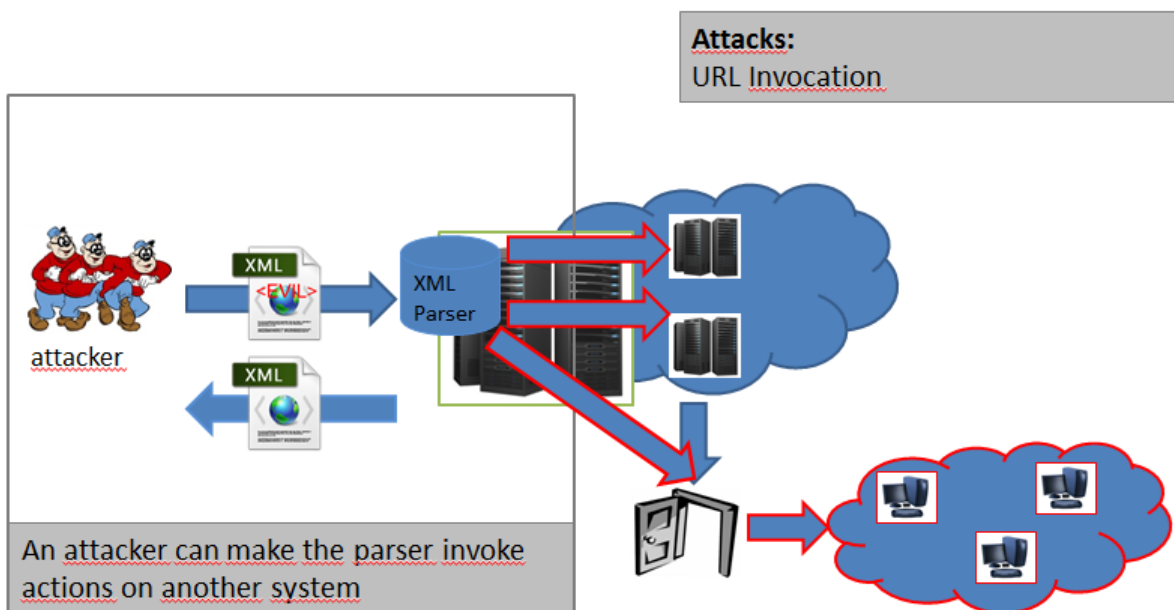 Attacks:
URL Invocation
XML
<EVIL>
XML
Parser
attacker
XML
An attacker can make the parser invoke
actions on another system